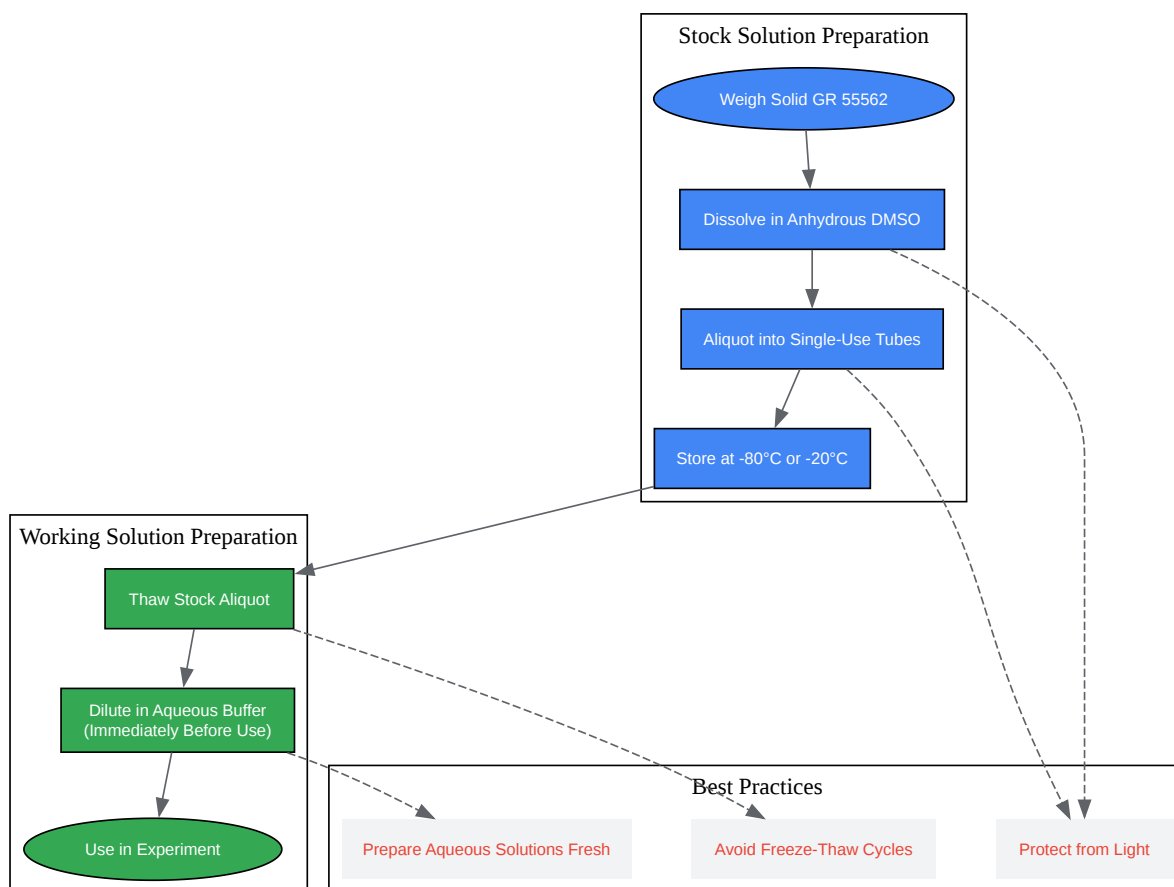 Stock Solution Preparation
Weigh Solid GR 55562
Dissolve in Anhydrous DMSO
Aliquot into Single-Use Tubes
Store at -80°C or -20°C
Working Solution Preparation
Thaw Stock Aliquot
Dilute in Aqueous Buffer
(Immediately Before Use)
Use in Experiment
Best Practices
Prepare Aqueous Solutions Fresh
Avoid Freeze-Thaw Cycles
Protect from Light